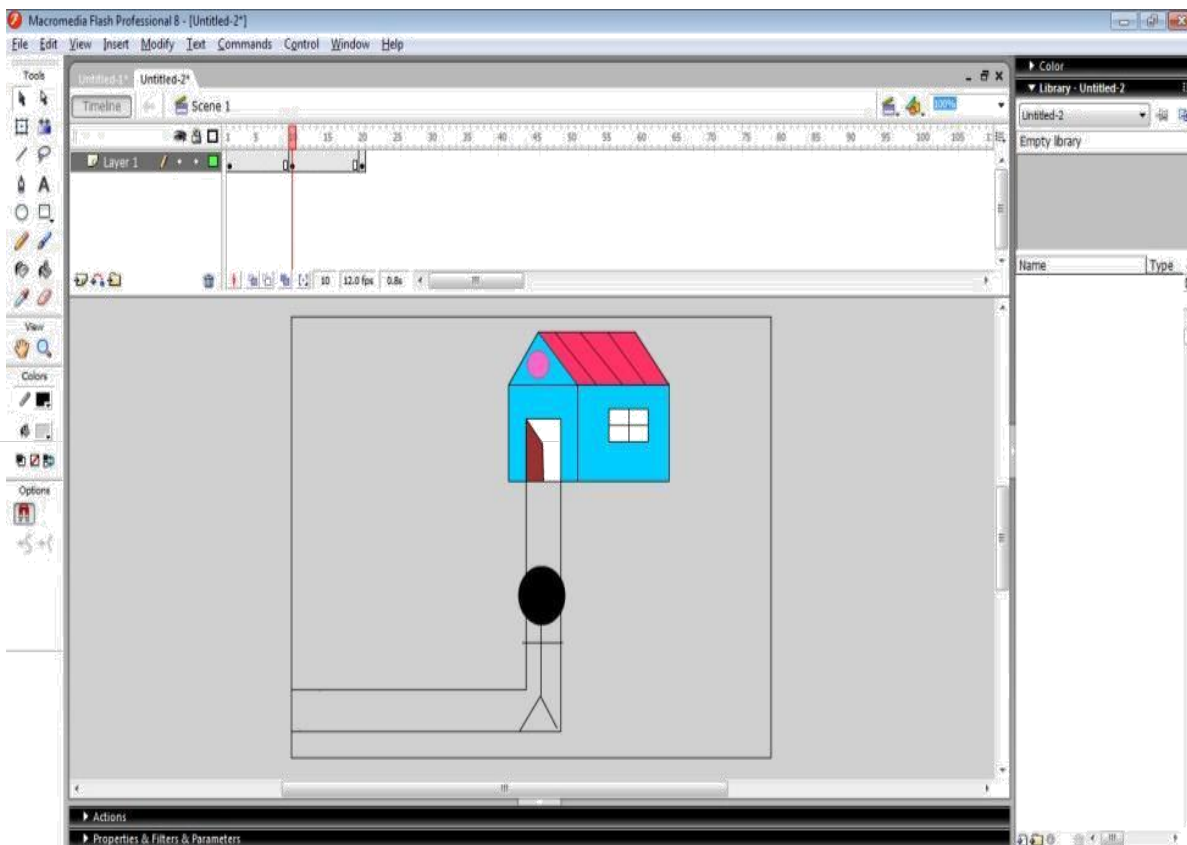 Macromedia Flash Professional 8 - [Untitled-2*]
File Edit View Insert Modify Text Commands Control Window Help
Tools
Untitled-1* Untitled-2*
Timeline Scene 1 100%
1 5 15 20 25 30 35 40 45 50 55 60 65 70 75 80 85 90 95 100 105
Layer 1
10 12.0 fps 0.8s
View
Colors
Options
Actions
Properties & Filters & Parameters
Color
Library - Untitled-2
Untitled-2
Empty library
Name Type